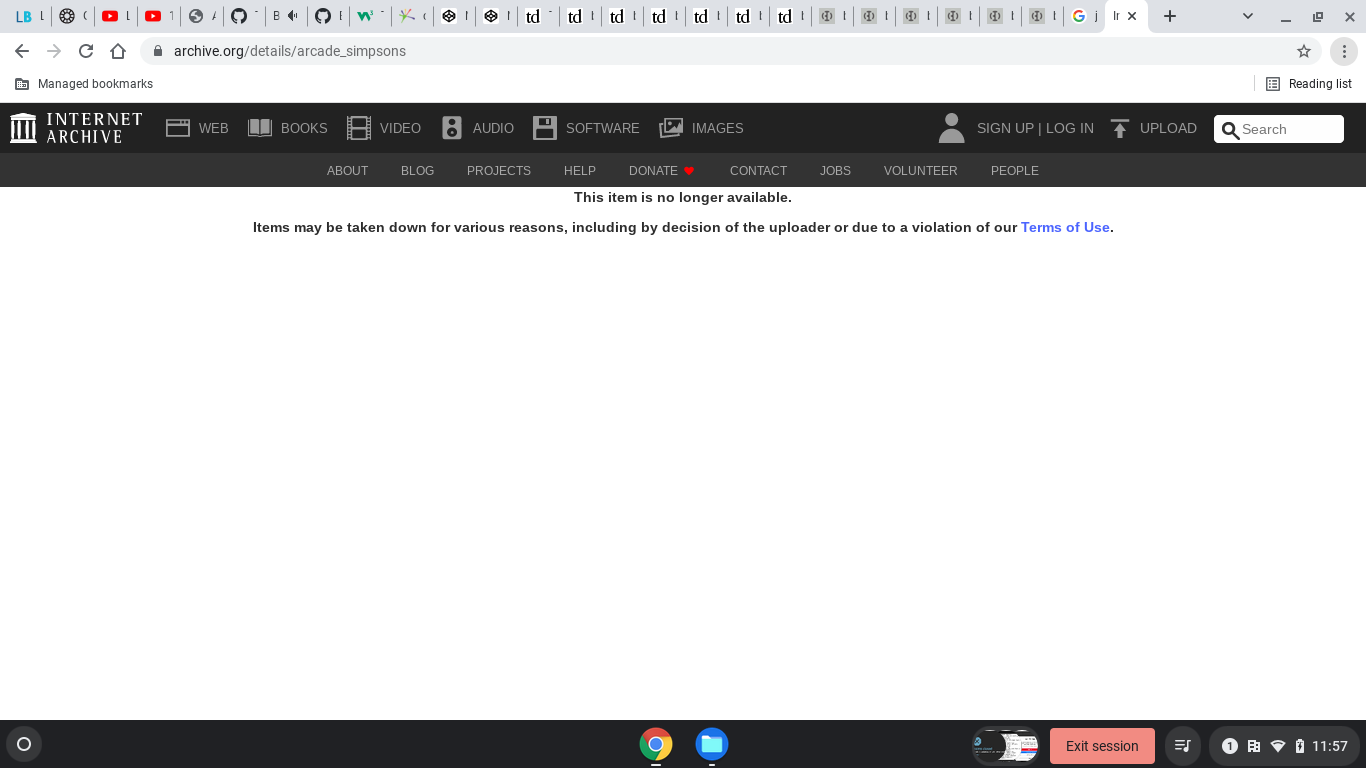 archive.org/details/arcade_simpsons
Managed bookmarks
Reading list
INTERNET ARCHIVE
WEB
BOOKS
VIDEO
AUDIO
SOFTWARE
IMAGES
SIGN UP | LOG IN
UPLOAD
Search
ABOUT
BLOG
PROJECTS
HELP
DONATE
CONTACT
JOBS
VOLUNTEER
PEOPLE
This item is no longer available.
Items may be taken down for various reasons, including by decision of the uploader or due to a violation of our Terms of Use.
Exit session
1
11:57